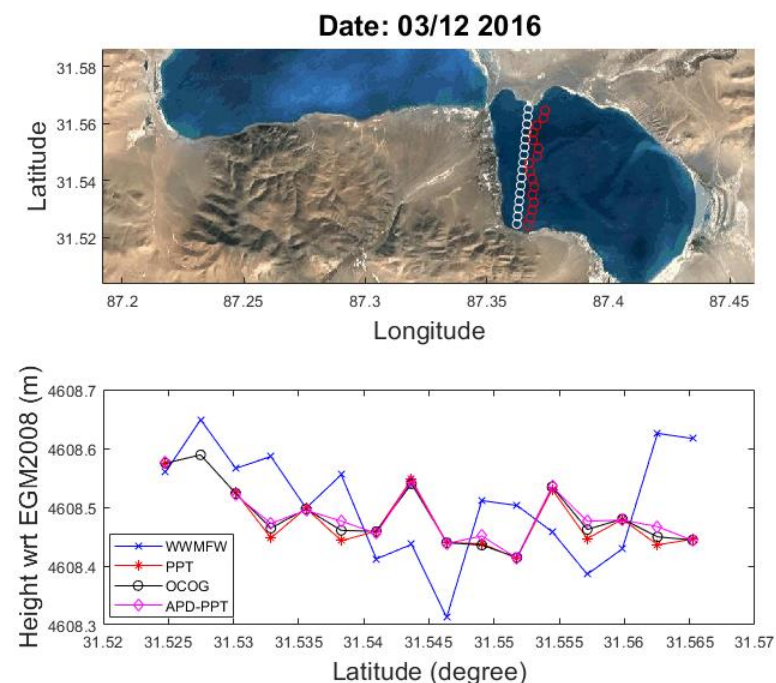 Date: 03/12 2016
31.58
31.56
31.54
31.52
Latitude
87.2 87.25 87.3 87.35 87.4 87.45
Longitude
4608.7
4608.6
4608.5
4608.4
4608.3
Height wrt EGM2008 (m)
WWMFW
PPT
OCOG
APD-PPT
31.52 31.525 31.53 31.535 31.54 31.545 31.55 31.555 31.56 31.565 31.57
Latitude (degree)